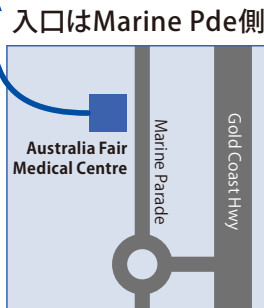 入口はMarine Pde側
Australia Fair
Medical Centre
Marine Parade
Gold Coast Hwy